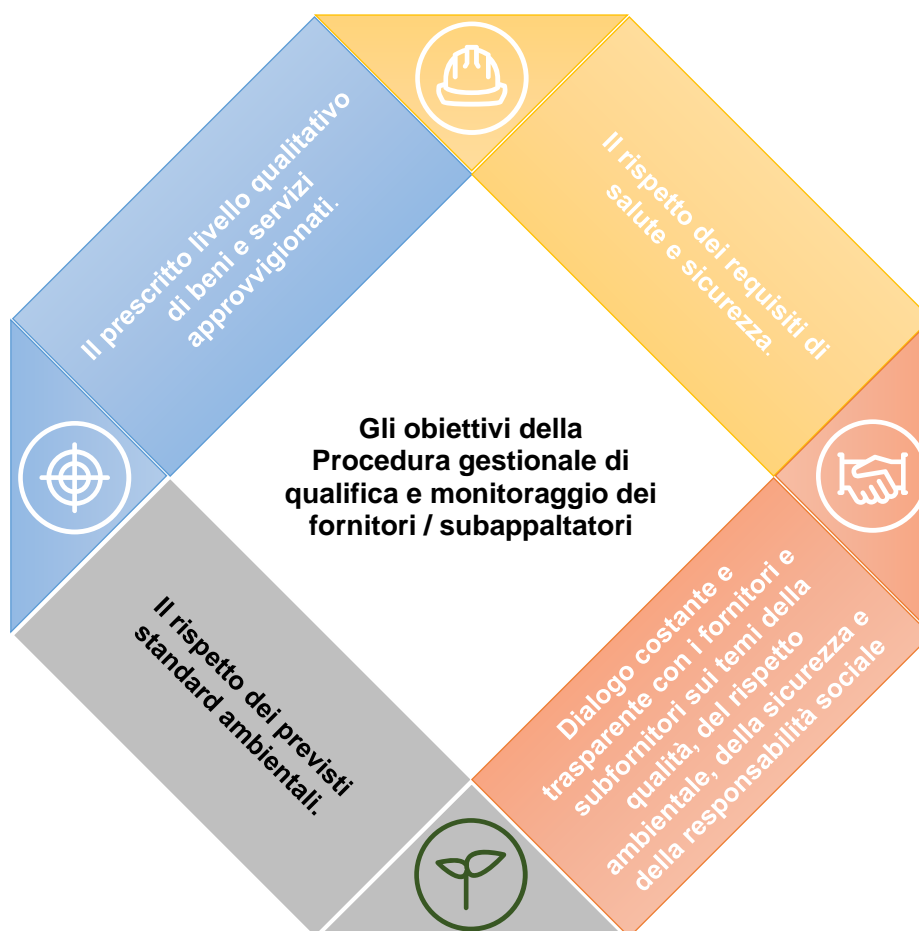 Il prescritto livello qualitativo
di beni e servizi
approvvigionati.
Il rispetto dei requisiti di
salute e sicurezza.
Gli obiettivi della
Procedura gestionale di
qualifica e monitoraggio dei
fornitori / subappaltatori
Il rispetto dei previsti
standard ambientali.
Dialogo costante e
trasparente con i fornitori e
subfornitori sui temi della
qualità, del rispetto
ambientale, della sicurezza e
della responsabilità sociale